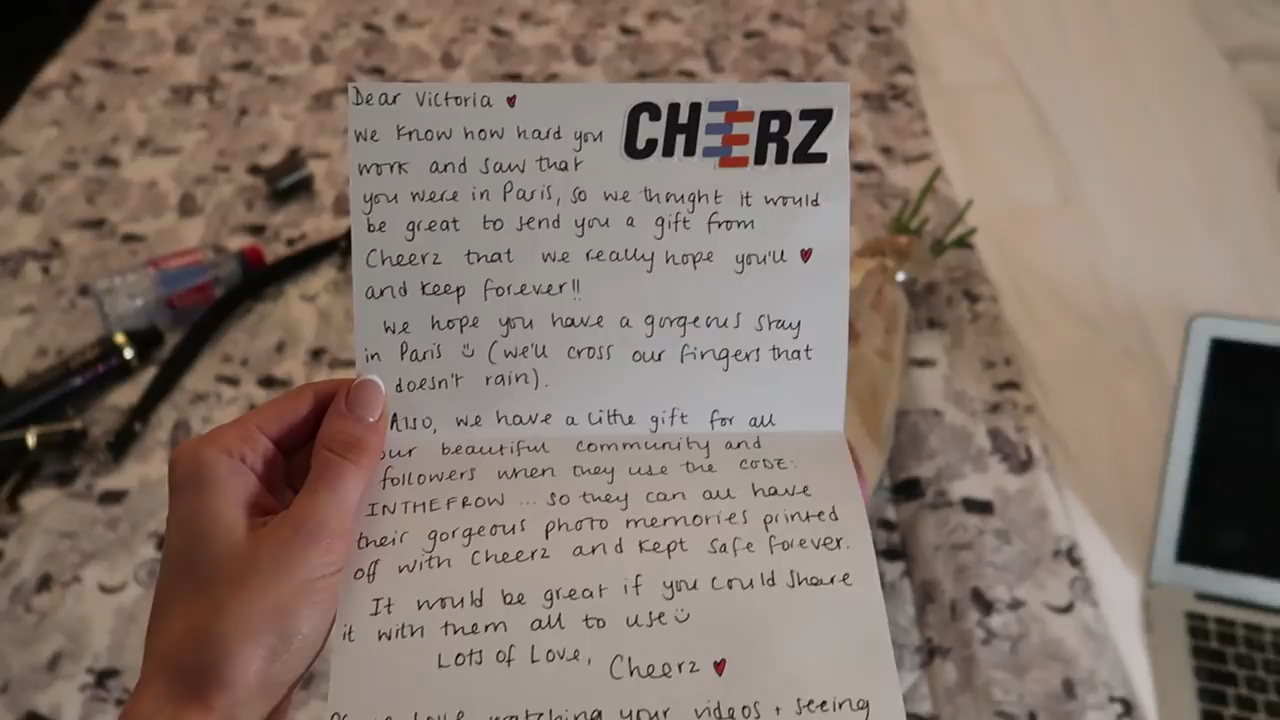 Dear Victoria ♥
CHEERZ
we know how hard you
work and saw that
you were in Paris, so we thought it would
be great to send you a gift from
Cheerz that we really hope you'll ♥
and keep forever!!
We hope you have a gorgeous stay
in Paris ☺ (we'll cross our fingers that
doesn't rain).
Also, we have a little gift for all
our beautiful community and
followers when they use the CODE:
INTHEFROW ... so they can all have
their gorgeous photo memories printed
off with Cheerz and kept safe forever.
It would be great if you could share
it with them all to use ☺
Lots of Love,
Cheerz ♥
love watching your videos + seeing